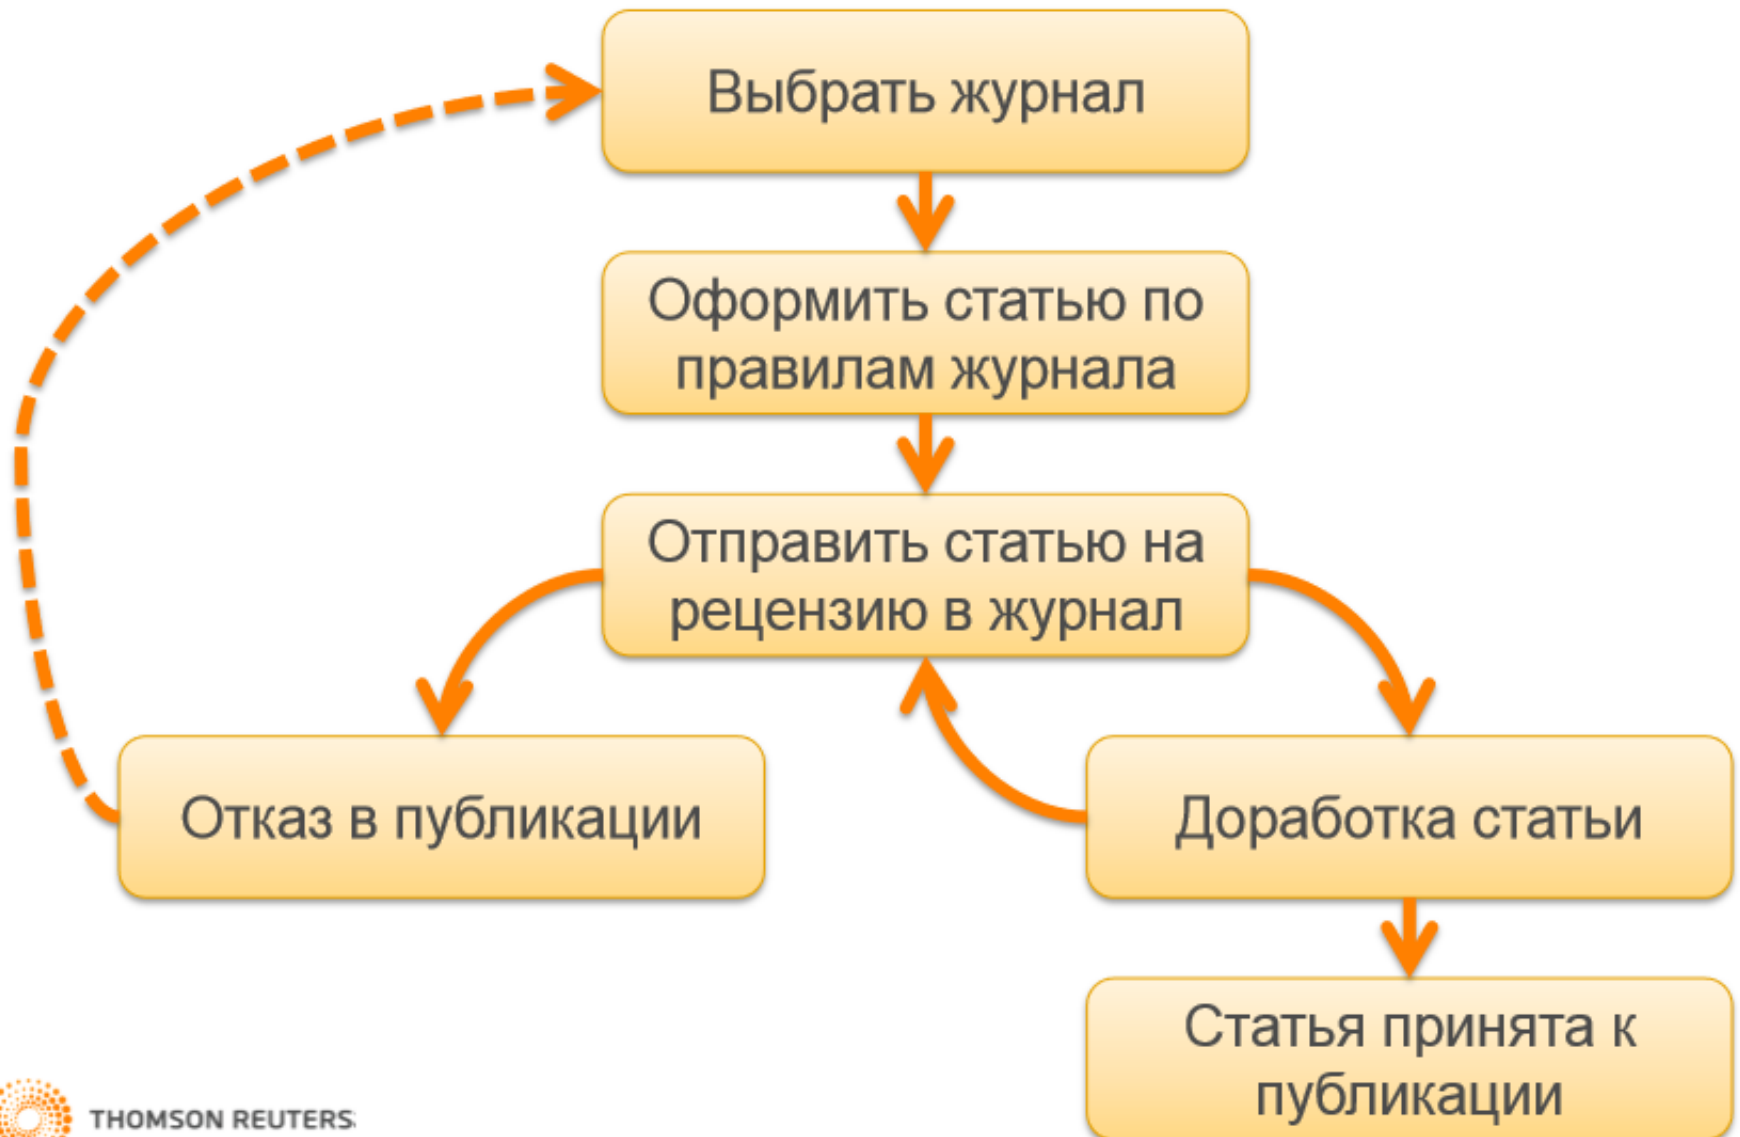 Выбрать журнал
Оформить статью по
правилам журнала
Отправить статью на
рецензию в журнал
Отказ в публикации
Доработка статьи
Статья принята к
публикации
THOMSON REUTERS